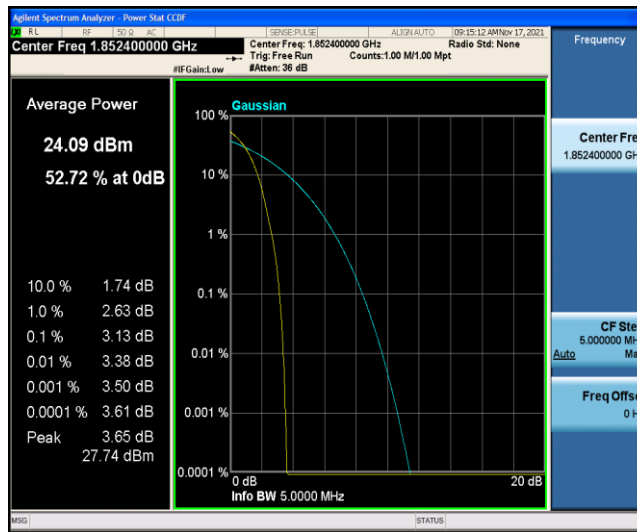 Agilent Spectrum Analyzer - Power Stat CCDF
RL RF 50 Ω AC SENSE:PULSE ALIGN AUTO 09:15:12 AM Nov 17, 2021
Center Freq 1.852400000 GHz Center Freq: 1.852400000 GHz Radio Std: None
Trig: Free Run Counts:1.00 M/1.00 Mpt
#IFGain:Low #Atten: 36 dB
Frequency
Average Power
24.09 dBm
52.72 % at 0dB
10.0 % 1.74 dB
1.0 % 2.63 dB
0.1 % 3.13 dB
0.01 % 3.38 dB
0.001 % 3.50 dB
0.0001 % 3.61 dB
Peak 3.65 dB
27.74 dBm
Gaussian
100 %
10 %
1 %
0.1 %
0.01 %
0.001 %
0.0001 %
0 dB 20 dB
Info BW 5.0000 MHz
Center Fre
1.852400000 GH
CF Ste
5.000000 MH
Auto Ma
Freq Offse
0 H
MSG STATUS